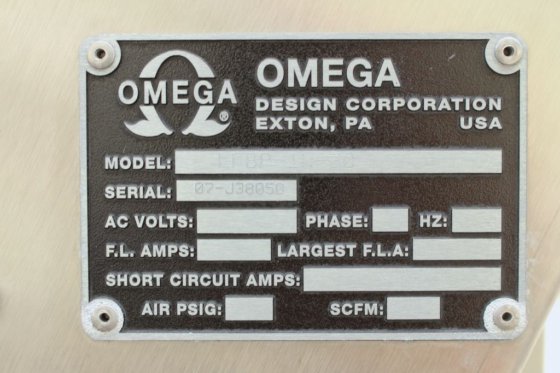 OMEGA
®
OMEGA
DESIGN CORPORATION
EXTON, PA USA
MODEL:
SERIAL: 07-J3805G
AC VOLTS: PHASE: HZ:
F.L. AMPS: LARGEST F.L.A:
SHORT CIRCUIT AMPS:
AIR PSIG: SCFM: